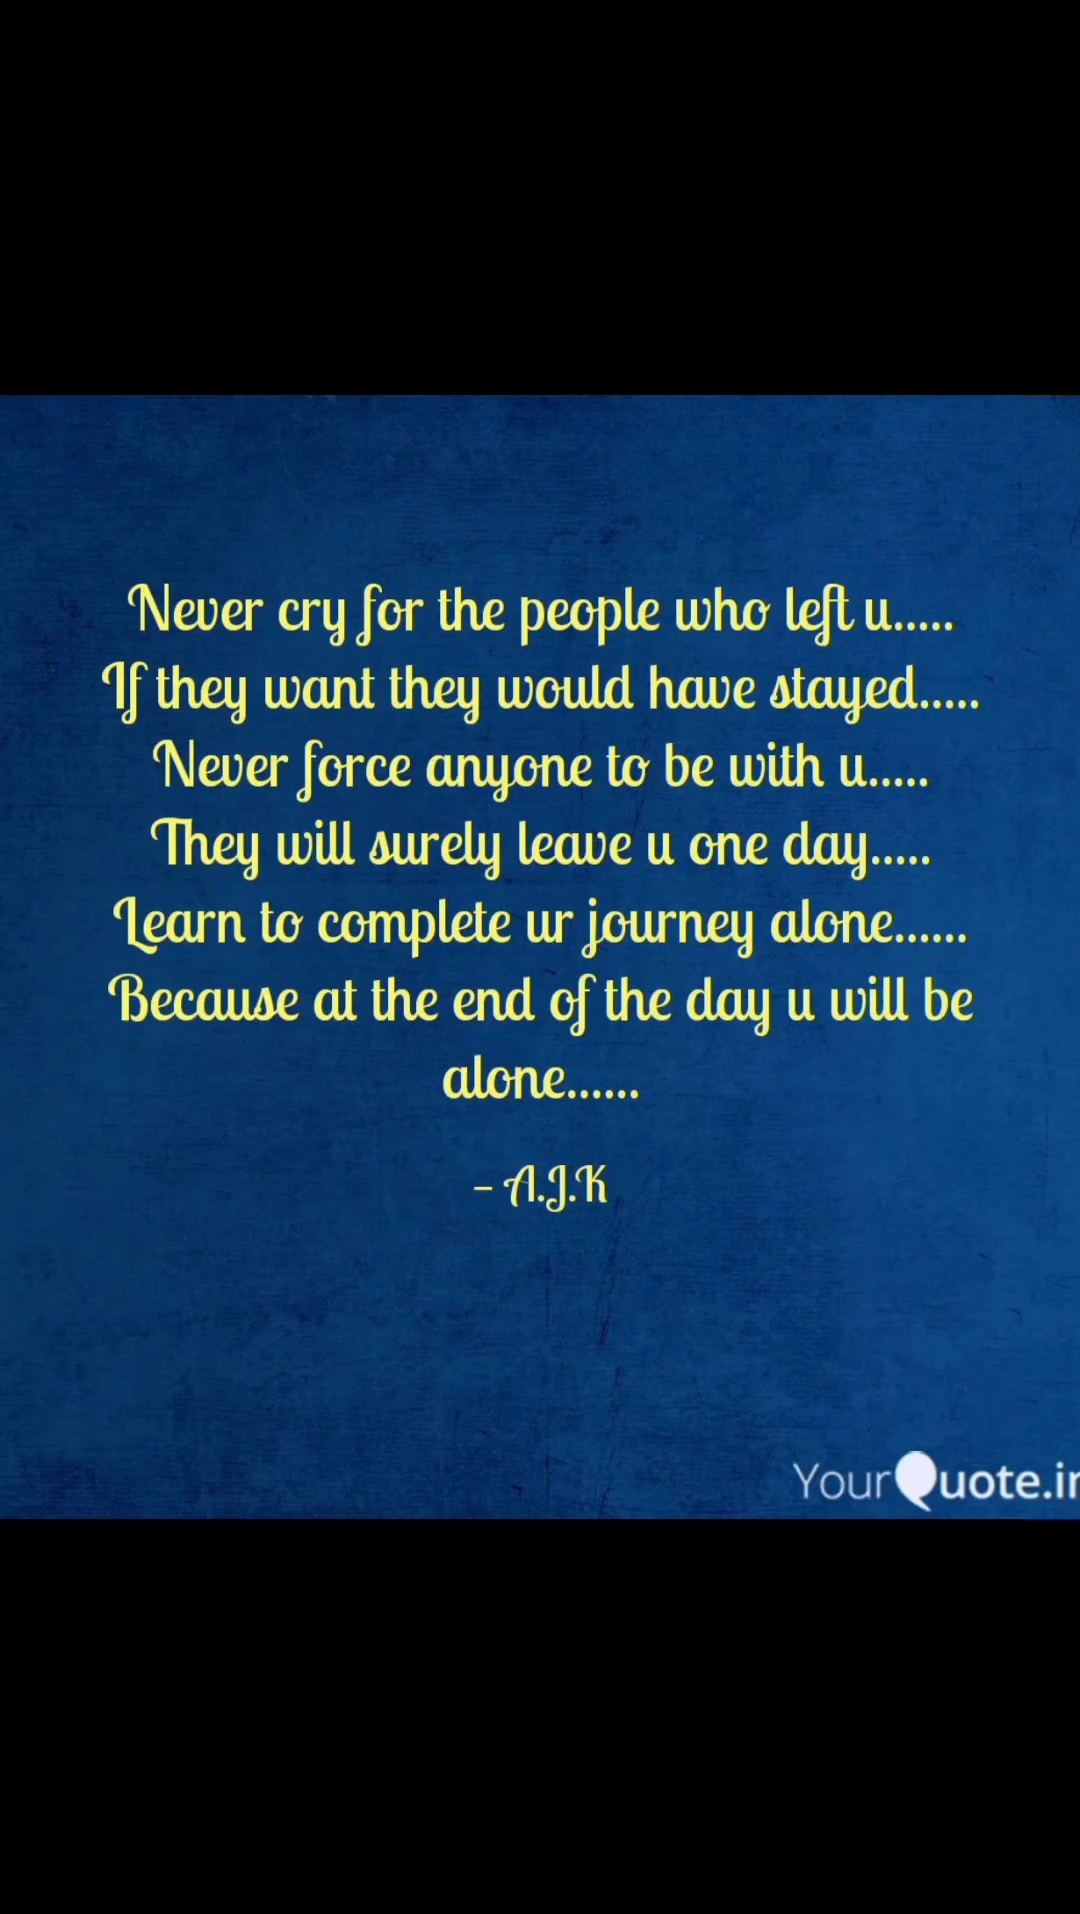 Never cry for the people who left u.....
If they want they would have stayed.....
Never force anyone to be with u.....
They will surely leave u one day.....
Learn to complete ur journey alone......
Because at the end of the day u will be
alone......
– A.J.K
YourQuote.in